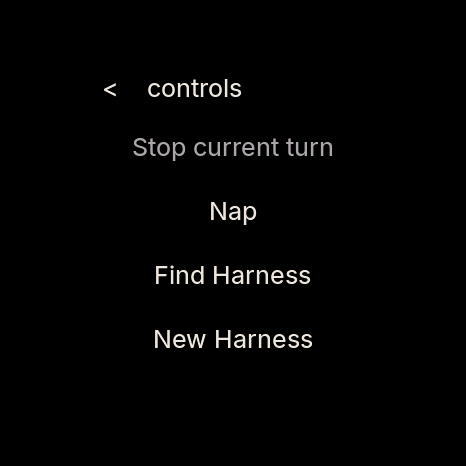 < controls
Stop current turn
Nap
Find Harness
New Harness